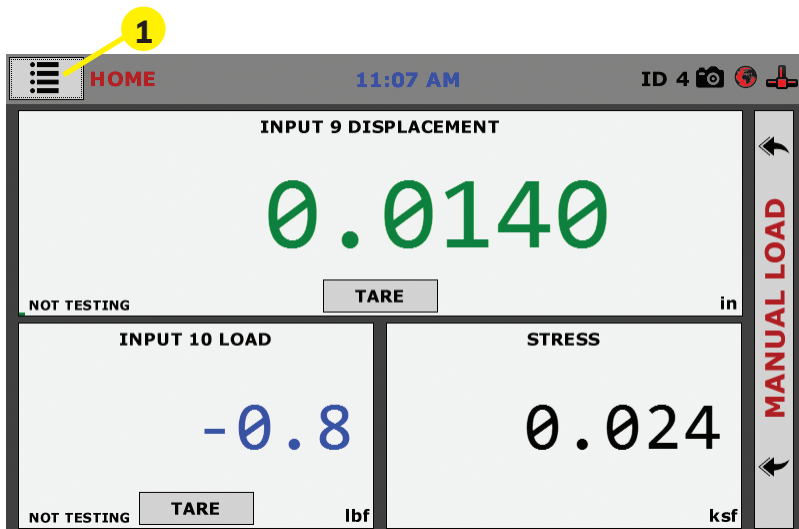 1
HOME
11:07 AM
ID 4
INPUT 9 DISPLACEMENT
0.0140
NOT TESTING
TARE
in
INPUT 10 LOAD
-0.8
NOT TESTING
TARE
lbf
STRESS
0.024
ksf
MANUAL LOAD